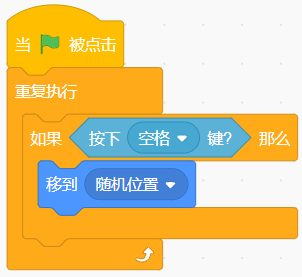 当 被点击
重复执行
如果 按下 空格 键? 那么
移到 随机位置